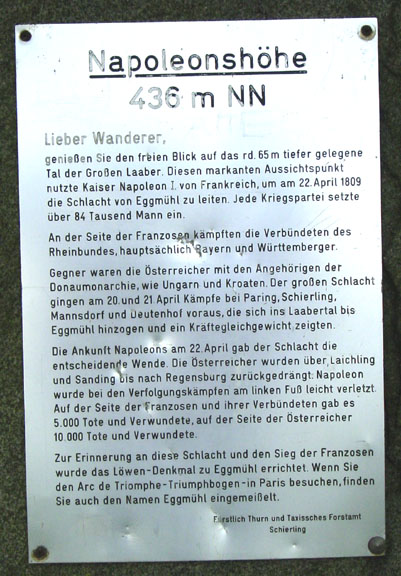 Napoleonshöhe
436 m NN
Lieber Wanderer,
genießen Sie den freien Blick auf das rd. 65 m tiefer gelegene
Tal der Großen Laaber. Diesen markanten Aussichtspunkt
nutzte Kaiser Napoleon I. von Frankreich, um am 22. April 1809
die Schlacht von Eggmühl zu leiten. Jede Kriegspartei setzte
über 84 Tausend Mann ein.
An der Seite der Franzosen kämpften die Verbündeten des
Rheinbundes, hauptsächlich Bayern und Württemberger.
Gegner waren die Österreicher mit den Angehörigen der
Donaumonarchie, wie Ungarn und Kroaten. Der großen Schlacht
gingen am 20. und 21 April Kämpfe bei Paring, Schierling,
Mannsdorf und Deutenhof voraus, die sich ins Laabertal bis
Eggmühl hinzogen und ein Kräftegleichgewicht zeigten.
Die Ankunft Napoleons am 22. April gab der Schlacht die
entscheidende Wende. Die Österreicher wurden über Laichling
und Sanding bis nach Regensburg zurückgedrängt. Napoleon
wurde bei den Verfolgungskämpfen am linken Fuß leicht verletzt.
Auf der Seite der Franzosen und ihrer Verbündeten gab es
5.000 Tote und Verwundete, auf der Seite der Österreicher
10.000 Tote und Verwundete.
Zur Erinnerung an diese Schlacht und den Sieg der Franzosen
wurde das Löwen-Denkmal zu Eggmühl errichtet. Wenn Sie
den Arc de Triomphe-Triumphbogen-in Paris besuchen, finden
Sie auch den Namen Eggmühl eingemeißelt.
Fürstlich Thurn und Taxissches Forstamt
Schierling